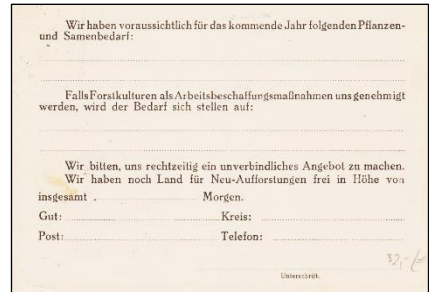 Wir haben voraussichtlich für das kommende Jahr folgenden Pflanzen-
und Samenbedarf:
Falls Forstkulturen als Arbeitsbeschaffungsmaßnahmen uns genehmigt
werden, wird der Bedarf sich stellen auf:
Wir bitten, uns rechtzeitig ein unverbindliches Angebot zu machen.
Wir haben noch Land für Neu-Aufforstungen frei in Höhe von
insgesamt Morgen.
Gut: Kreis:
Post: Telefon:
32,-
Unterschrift.